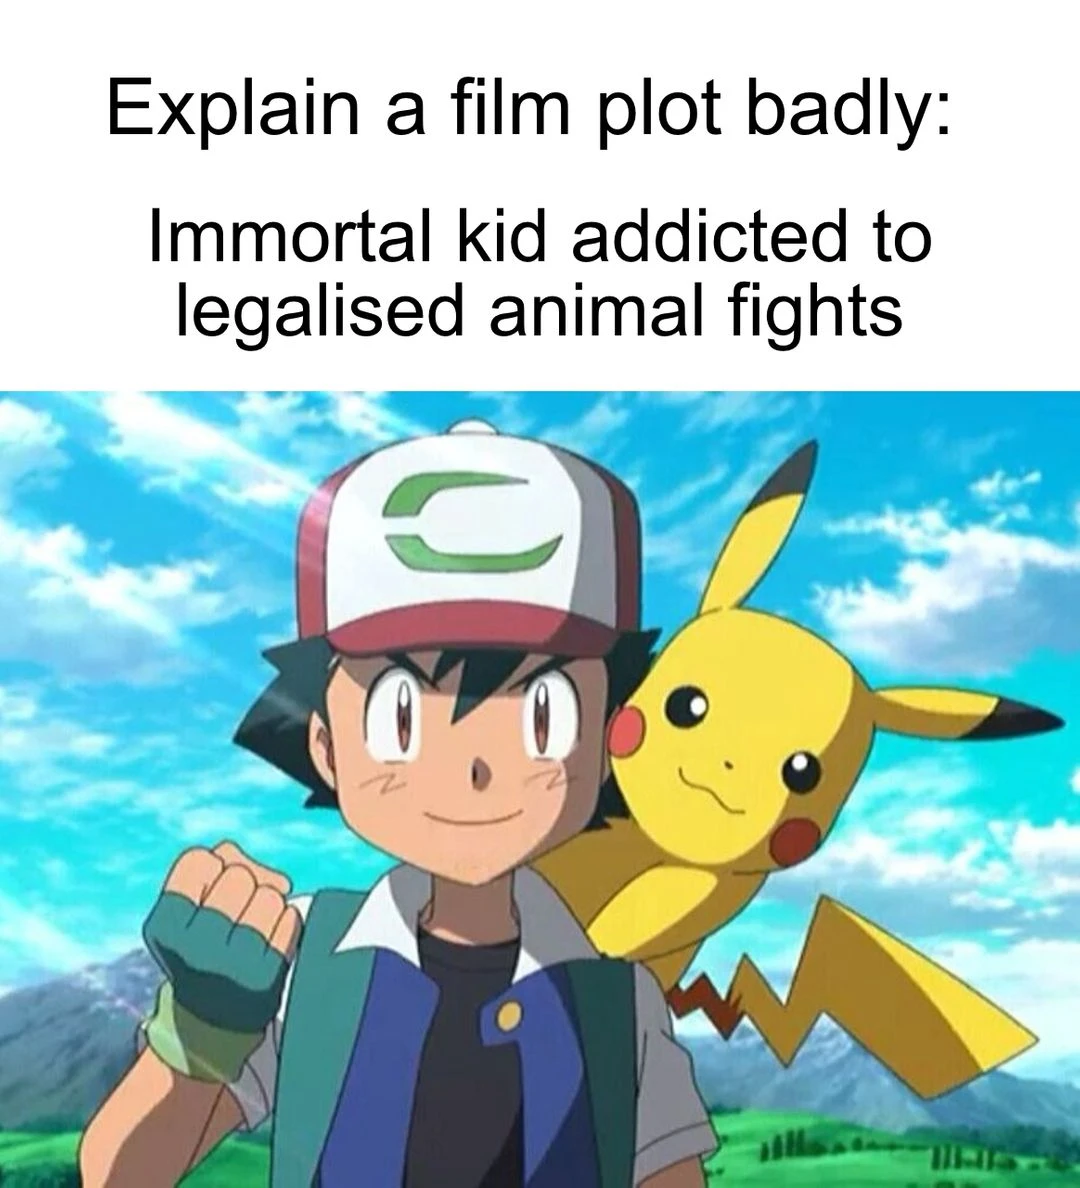 Explain a film plot badly:
Immortal kid addicted to
legalised animal fights